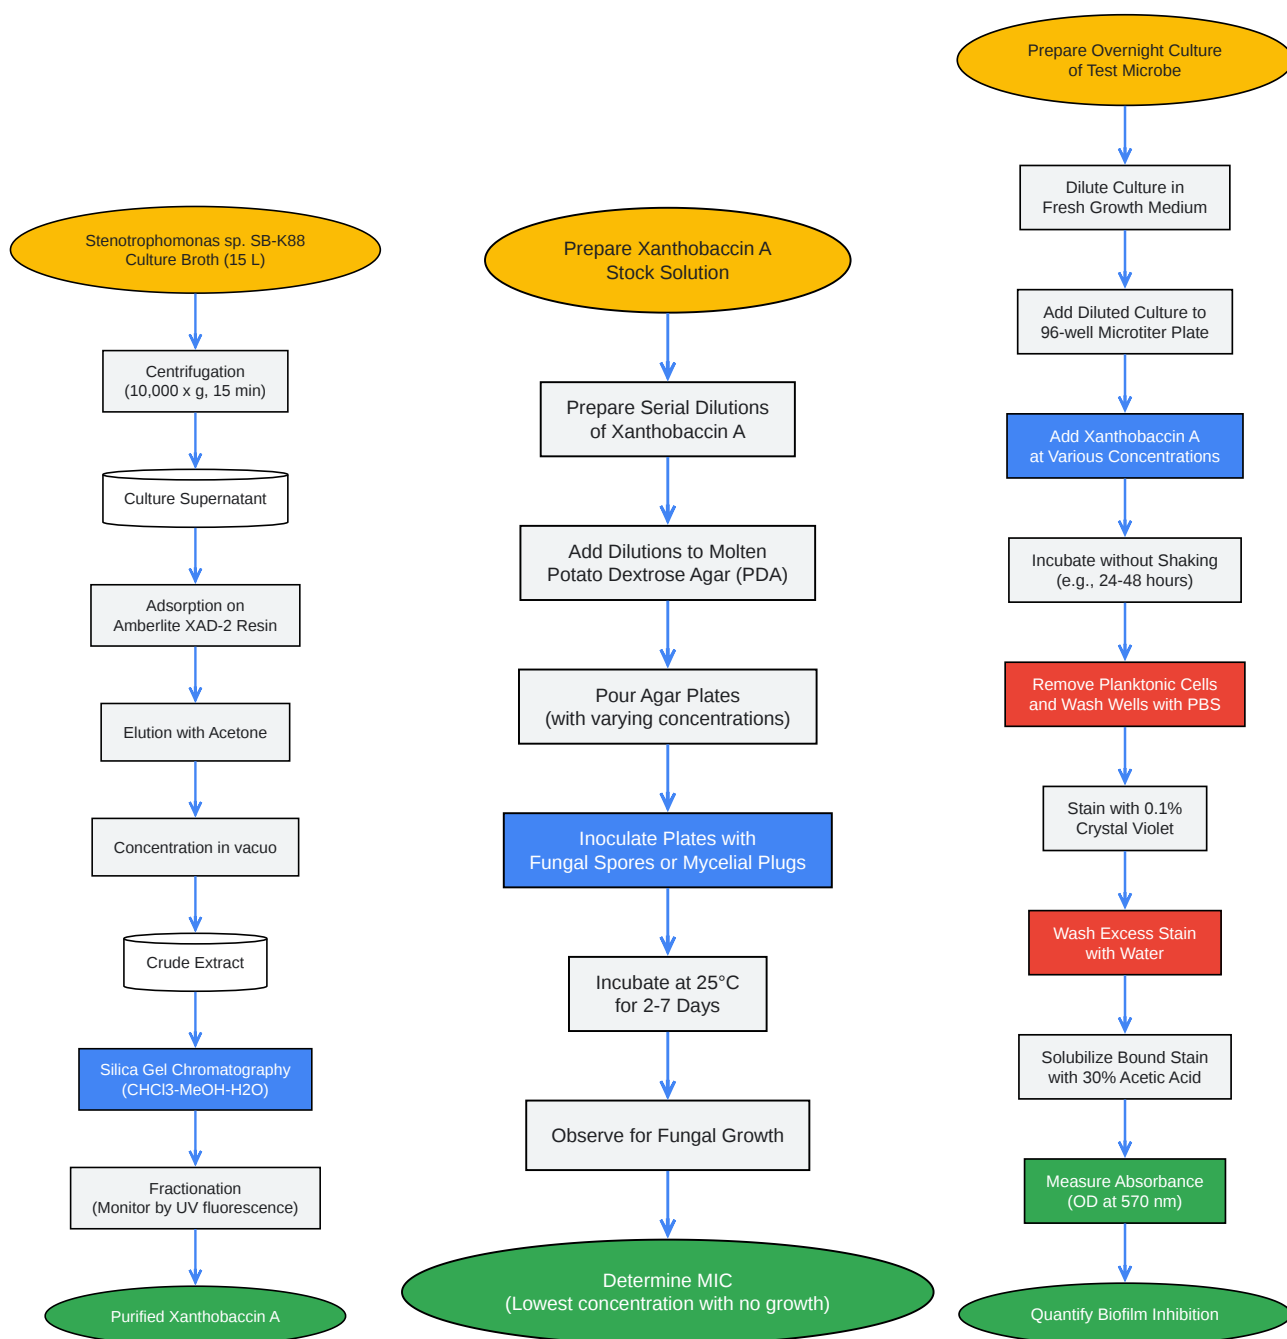 Stenotrophomonas sp. SB-K88
Culture Broth (15 L)
Centrifugation
(10,000 x g, 15 min)
Culture Supernatant
Adsorption on
Amberlite XAD-2 Resin
Elution with Acetone
Concentration in vacuo
Crude Extract
Silica Gel Chromatography
(CHCl3-MeOH-H2O)
Fractionation
(Monitor by UV fluorescence)
Purified Xanthobaccin A
Prepare Xanthobaccin A
Stock Solution
Prepare Serial Dilutions
of Xanthobaccin A
Add Dilutions to Molten
Potato Dextrose Agar (PDA)
Pour Agar Plates
(with varying concentrations)
Inoculate Plates with
Fungal Spores or Mycelial Plugs
Incubate at 25°C
for 2-7 Days
Observe for Fungal Growth
Determine MIC
(Lowest concentration with no growth)
Prepare Overnight Culture
of Test Microbe
Dilute Culture in
Fresh Growth Medium
Add Diluted Culture to
96-well Microtiter Plate
Add Xanthobaccin A
at Various Concentrations
Incubate without Shaking
(e.g., 24-48 hours)
Remove Planktonic Cells
and Wash Wells with PBS
Stain with 0.1%
Crystal Violet
Wash Excess Stain
with Water
Solubilize Bound Stain
with 30% Acetic Acid
Measure Absorbance
(OD at 570 nm)
Quantify Biofilm Inhibition